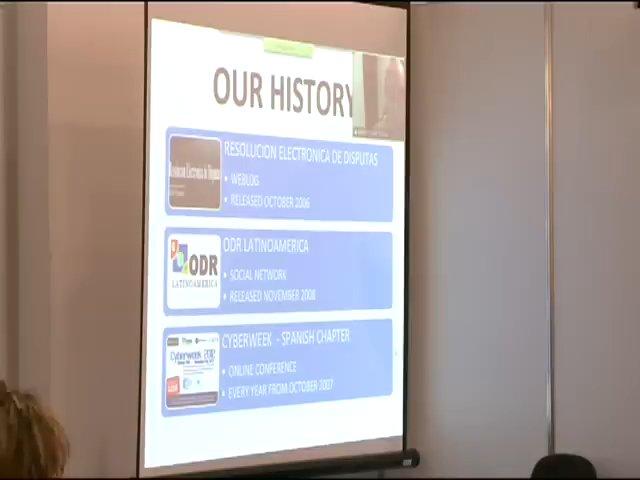 OUR HISTORY
RESOLUCION ELECTRONICA DE DISPUTAS
• WEBLOG
• RELEASED OCTOBER 2006
ODR LATINOAMERICA
• SOCIAL NETWORK
• RELEASED NOVEMBER 2008
ODR
LATINOAMERICA
CYBERWEEK - SPANISH CHAPTER
• ONLINE CONFERENCE
• EVERY YEAR FROM OCTOBER 2007
Cyberweek